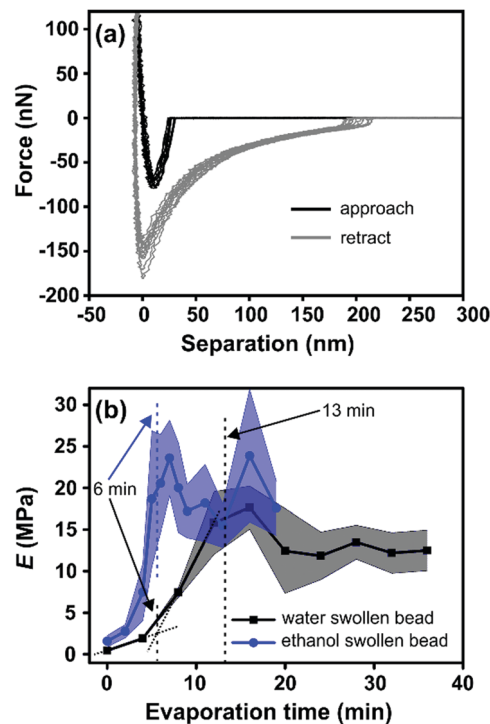 (a)
100
50
0
-50
-100
-150
-200
Force (nN)
approach
retract
-50 0 50 100 150 200 250 300
Separation (nm)
(b)
30
25
20
15
10
5
0
E (MPa)
13 min
6 min
water swollen bead
ethanol swollen bead
0 10 20 30 40
Evaporation time (min)